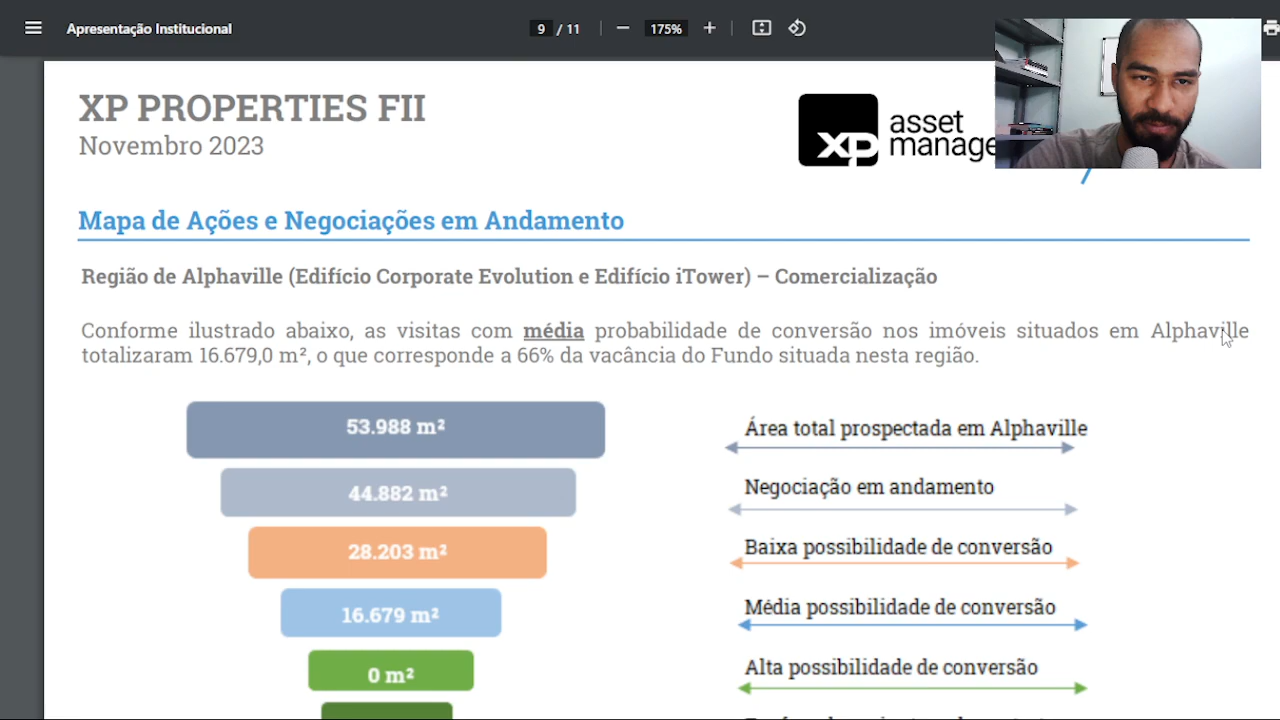 Apresentação Institucional
9 / 11
175%
XP PROPERTIES FII
Novembro 2023
xp asset
Mapa de Ações e Negociações em Andamento
Região de Alphaville (Edifício Corporate Evolution e Edifício iTower) – Comercialização
Conforme ilustrado abaixo, as visitas com média probabilidade de conversão nos imóveis situados em Alphaville
totalizaram 16.679,0 m², o que corresponde a 66% da vacância do Fundo situada nesta região.
53.988 m² Área total prospectada em Alphaville
44.882 m² Negociação em andamento
28.203 m² Baixa possibilidade de conversão
16.679 m² Média possibilidade de conversão
0 m² Alta possibilidade de conversão